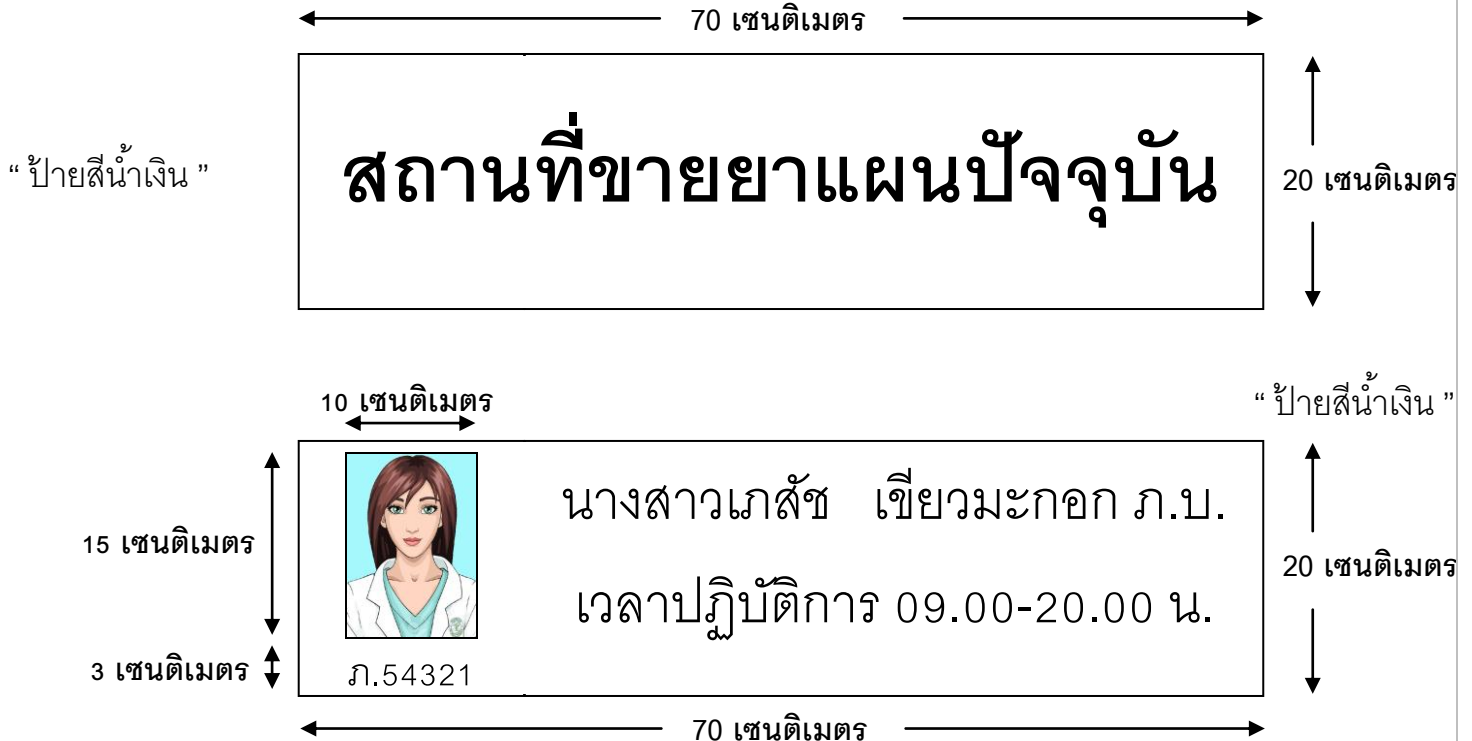 70 เซนติเมตร
“ ป้ายสีน้ำเงิน ”
สถานที่ขายยาแผนปัจจุบัน
20 เซนติเมตร
10 เซนติเมตร
“ ป้ายสีน้ำเงิน ”
นางสาวเภสัช เขียวมะกอก ภ.บ.
15 เซนติเมตร
20 เซนติเมตร
เวลาปฏิบัติการ 09.00-20.00 น.
3 เซนติเมตร
ภ.54321
70 เซนติเมตร